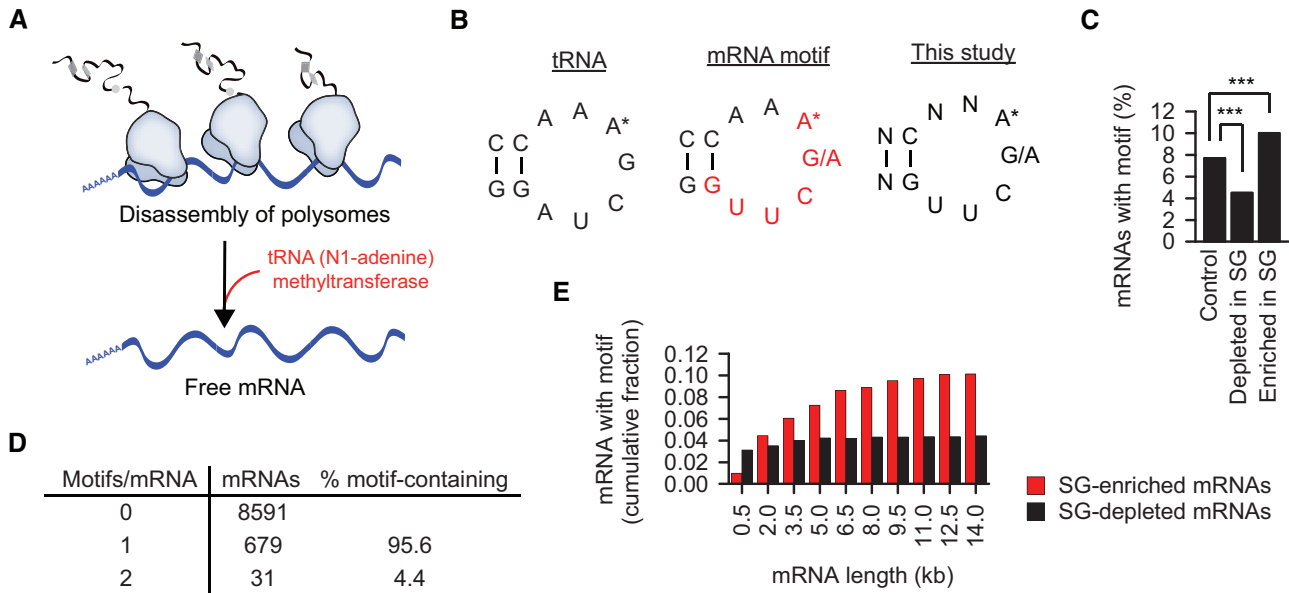 A
AAAAAA
Disassembly of polysomes
tRNA (N1-adenine)
methyltransferase
AAAAAA
Free mRNA
B
tRNA
C C A A A* G C U A G G
mRNA motif
C C A A A* G/A C U U G G
This study
N C N N A* G/A C U U G N
C
mRNAs with motif (%)
12
10
8
6
4
2
0
***
***
Control
Depleted in SG
Enriched in SG
D
Motifs/mRNA mRNAs % motif-containing
0 8591
1 679 95.6
2 31 4.4
E
mRNA with motif
(cumulative fraction)
0.12
0.10
0.08
0.06
0.04
0.02
0.00
0.5 2.0 3.5 5.0 6.5 8.0 9.5 11.0 12.5 14.0
mRNA length (kb)
SG-enriched mRNAs
SG-depleted mRNAs